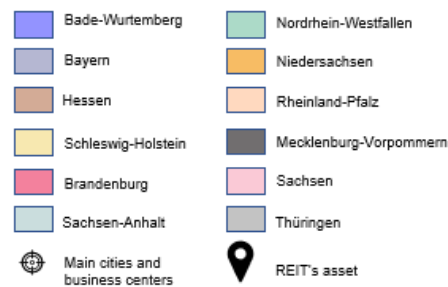 Bade-Wurtemberg
Nordrhein-Westfallen
Bayern
Niedersachsen
Hessen
Rheinland-Pfalz
Schleswig-Holstein
Mecklenburg-Vorpommern
Brandenburg
Sachsen
Sachsen-Anhalt
Thüringen
Main cities and
business centers
REIT's asset